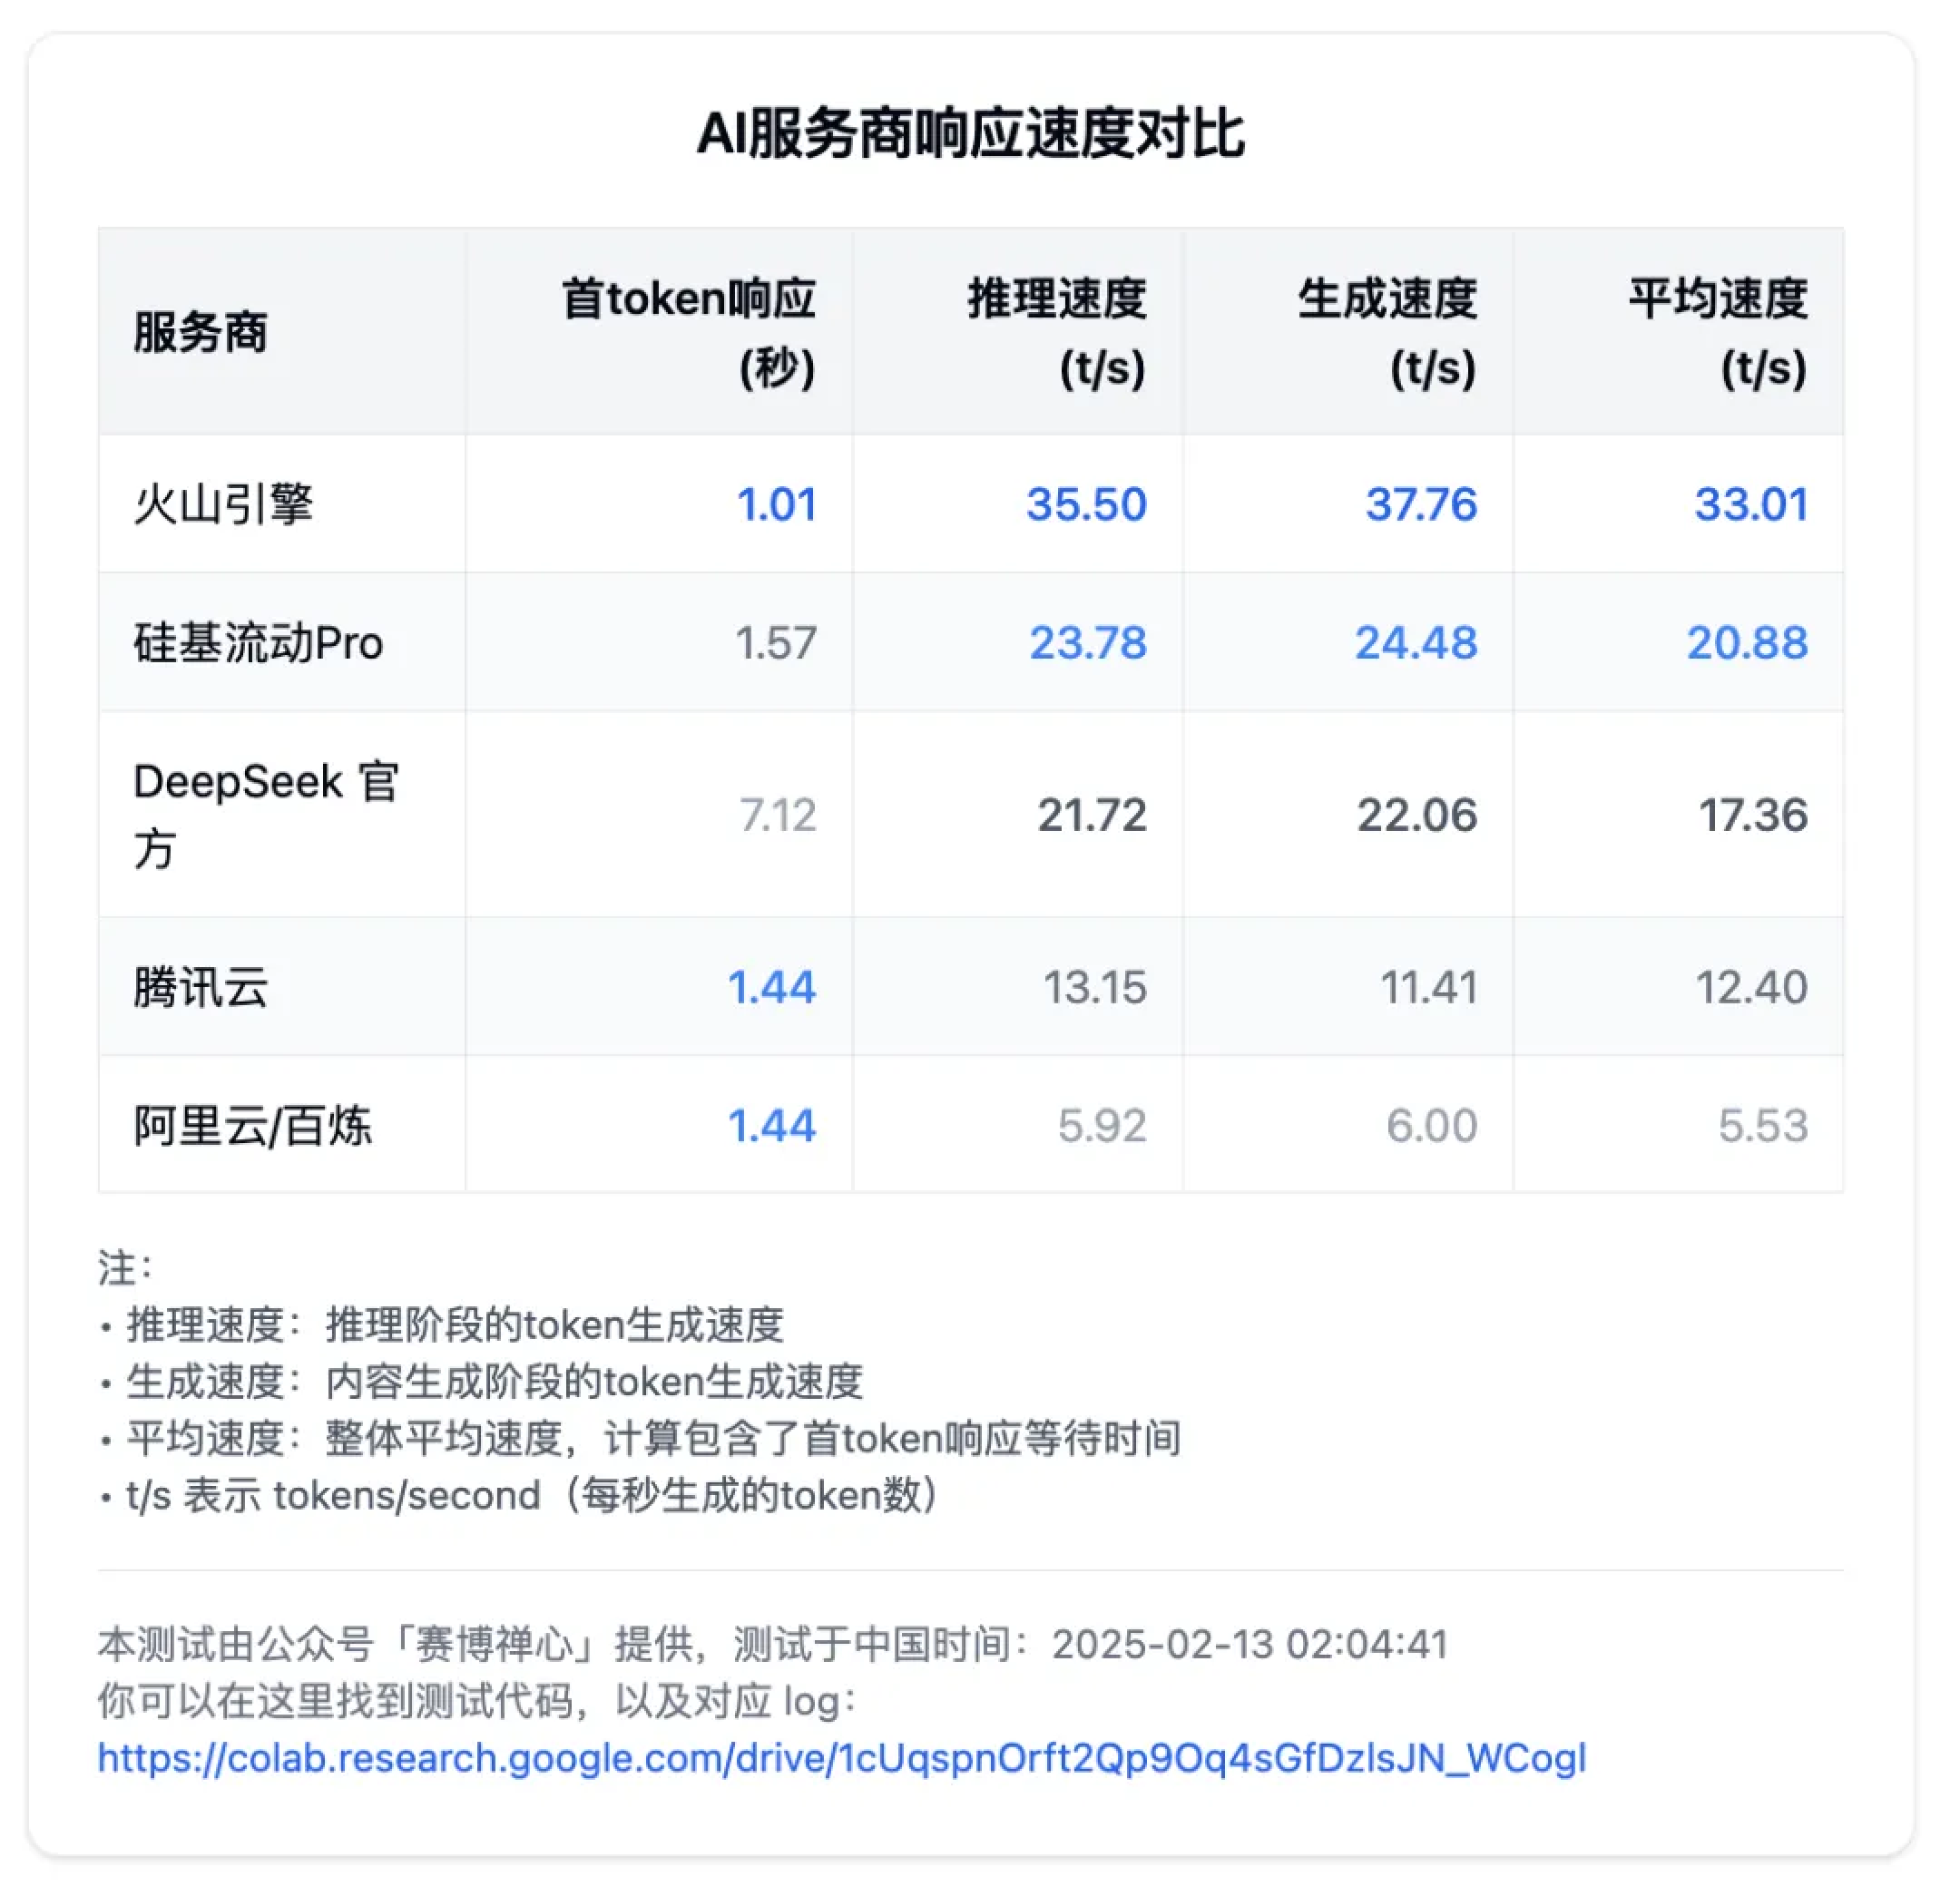 AI服务商响应速度对比
服务商 首token响应 (秒) 推理速度 (t/s) 生成速度 (t/s) 平均速度 (t/s)
火山引擎 1.01 35.50 37.76 33.01
硅基流动Pro 1.57 23.78 24.48 20.88
DeepSeek 官方 7.12 21.72 22.06 17.36
腾讯云 1.44 13.15 11.41 12.40
阿里云/百炼 1.44 5.92 6.00 5.53
注：
• 推理速度：推理阶段的token生成速度
• 生成速度：内容生成阶段的token生成速度
• 平均速度：整体平均速度，计算包含了首token响应等待时间
• t/s 表示 tokens/second（每秒生成的token数）
本测试由公众号「赛博禅心」提供，测试于中国时间：2025-02-13 02:04:41
你可以在这里找到测试代码，以及对应 log：
https://colab.research.google.com/drive/1cUqspnOrft2Qp9Oq4sGfDzlsJN_WCogl